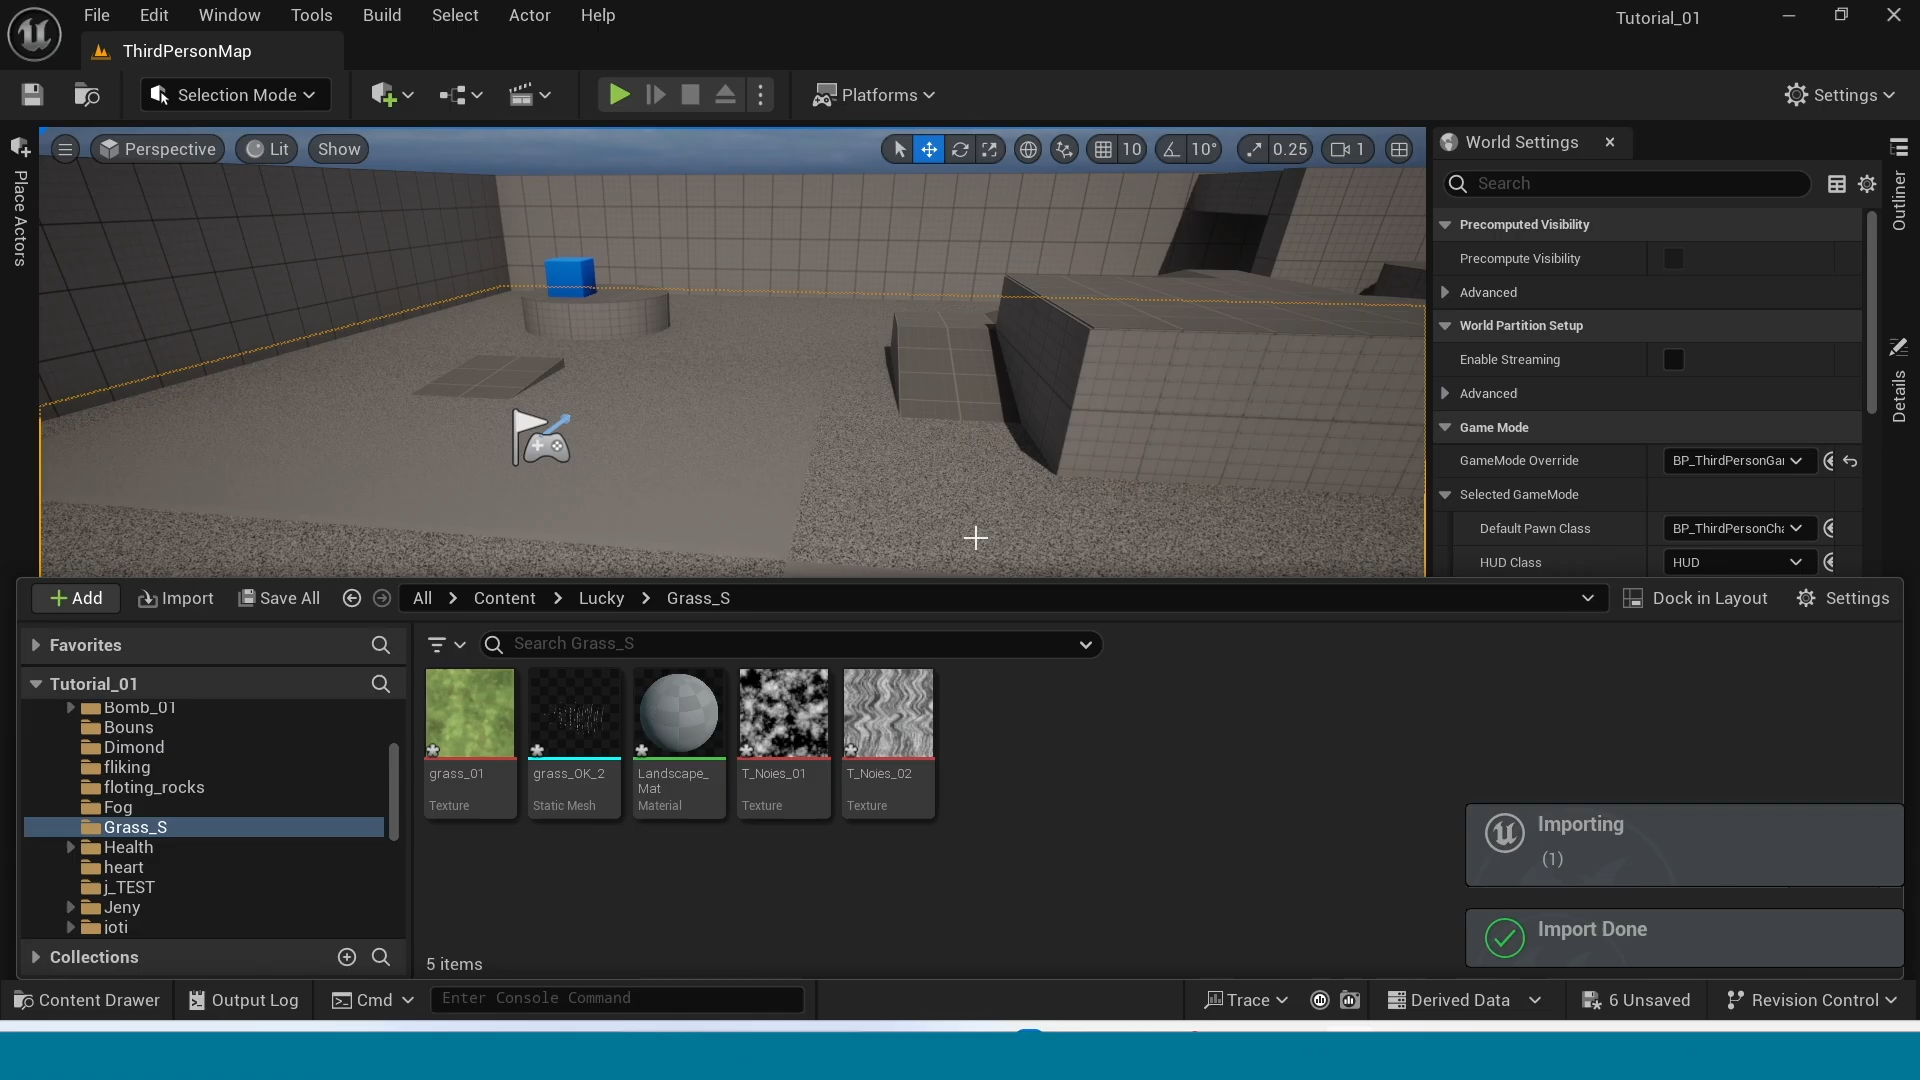 File Edit Window Tools Build Select Actor Help
Tutorial_01
ThirdPersonMap
Selection Mode
Platforms
Settings
Place Actors
Perspective
Lit
Show
10
10°
0.25
1
World Settings
Search
Outliner
Details
Precomputed Visibility
Precompute Visibility
Advanced
World Partition Setup
Enable Streaming
Advanced
Game Mode
GameMode Override BP_ThirdPersonGar
Selected GameMode
Default Pawn Class BP_ThirdPersonCha
HUD Class HUD
Add Import Save All All Content Lucky Grass_S Dock in Layout Settings
Favorites
Search Grass_S
Tutorial_01
Bomb_01
Bouns
Dimond
fliking
floting_rocks
Fog
Grass_S
Health
heart
j_TEST
Jeny
joti
Collections
grass_01
Texture
grass_OK_2
Static Mesh
Landscape_
Mat
Material
T_Noies_01
Texture
T_Noies_02
Texture
5 items
Importing
(1)
Import Done
Content Drawer Output Log Cmd Enter Console Command Trace Derived Data 6 Unsaved Revision Control